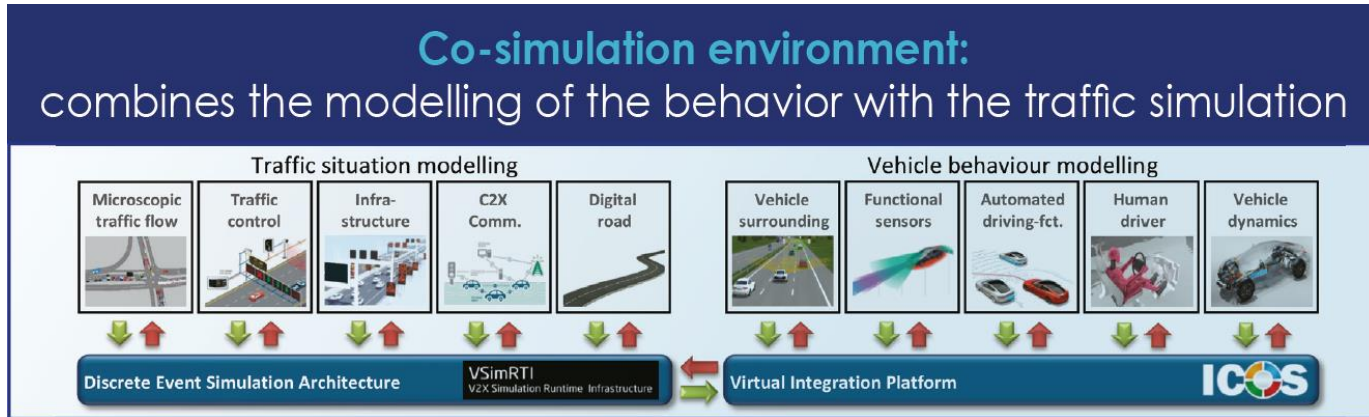 Co-simulation environment:
combines the modelling of the behavior with the traffic simulation
Traffic situation modelling
Microscopic
traffic flow
Traffic
control
Infra-
structure
C2X
Comm.
Digital
road
Discrete Event Simulation Architecture
VSimRTI
V2X Simulation Runtime Infrastructure
Vehicle behaviour modelling
Vehicle
surrounding
Functional
sensors
Automated
driving-fct.
Human
driver
Vehicle
dynamics
Virtual Integration Platform
ICOS